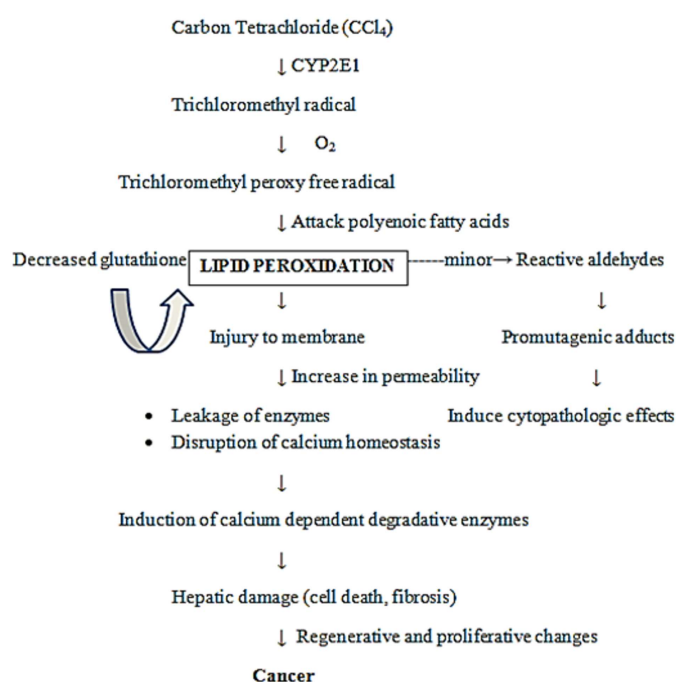 Carbon Tetrachloride (CCl₄)
↓ CYP2E1
Trichloromethyl radical
↓ O₂
Trichloromethyl peroxy free radical
↓ Attack polyenoic fatty acids
Decreased glutathione LIPID PEROXIDATION ------minor→ Reactive aldehydes
↓ ↓
Injury to membrane Promutagenic adducts
↓ Increase in permeability ↓
• Leakage of enzymes Induce cytopathologic effects
• Disruption of calcium homeostasis
↓
Induction of calcium dependent degradative enzymes
↓
Hepatic damage (cell death, fibrosis)
↓ Regenerative and proliferative changes
Cancer